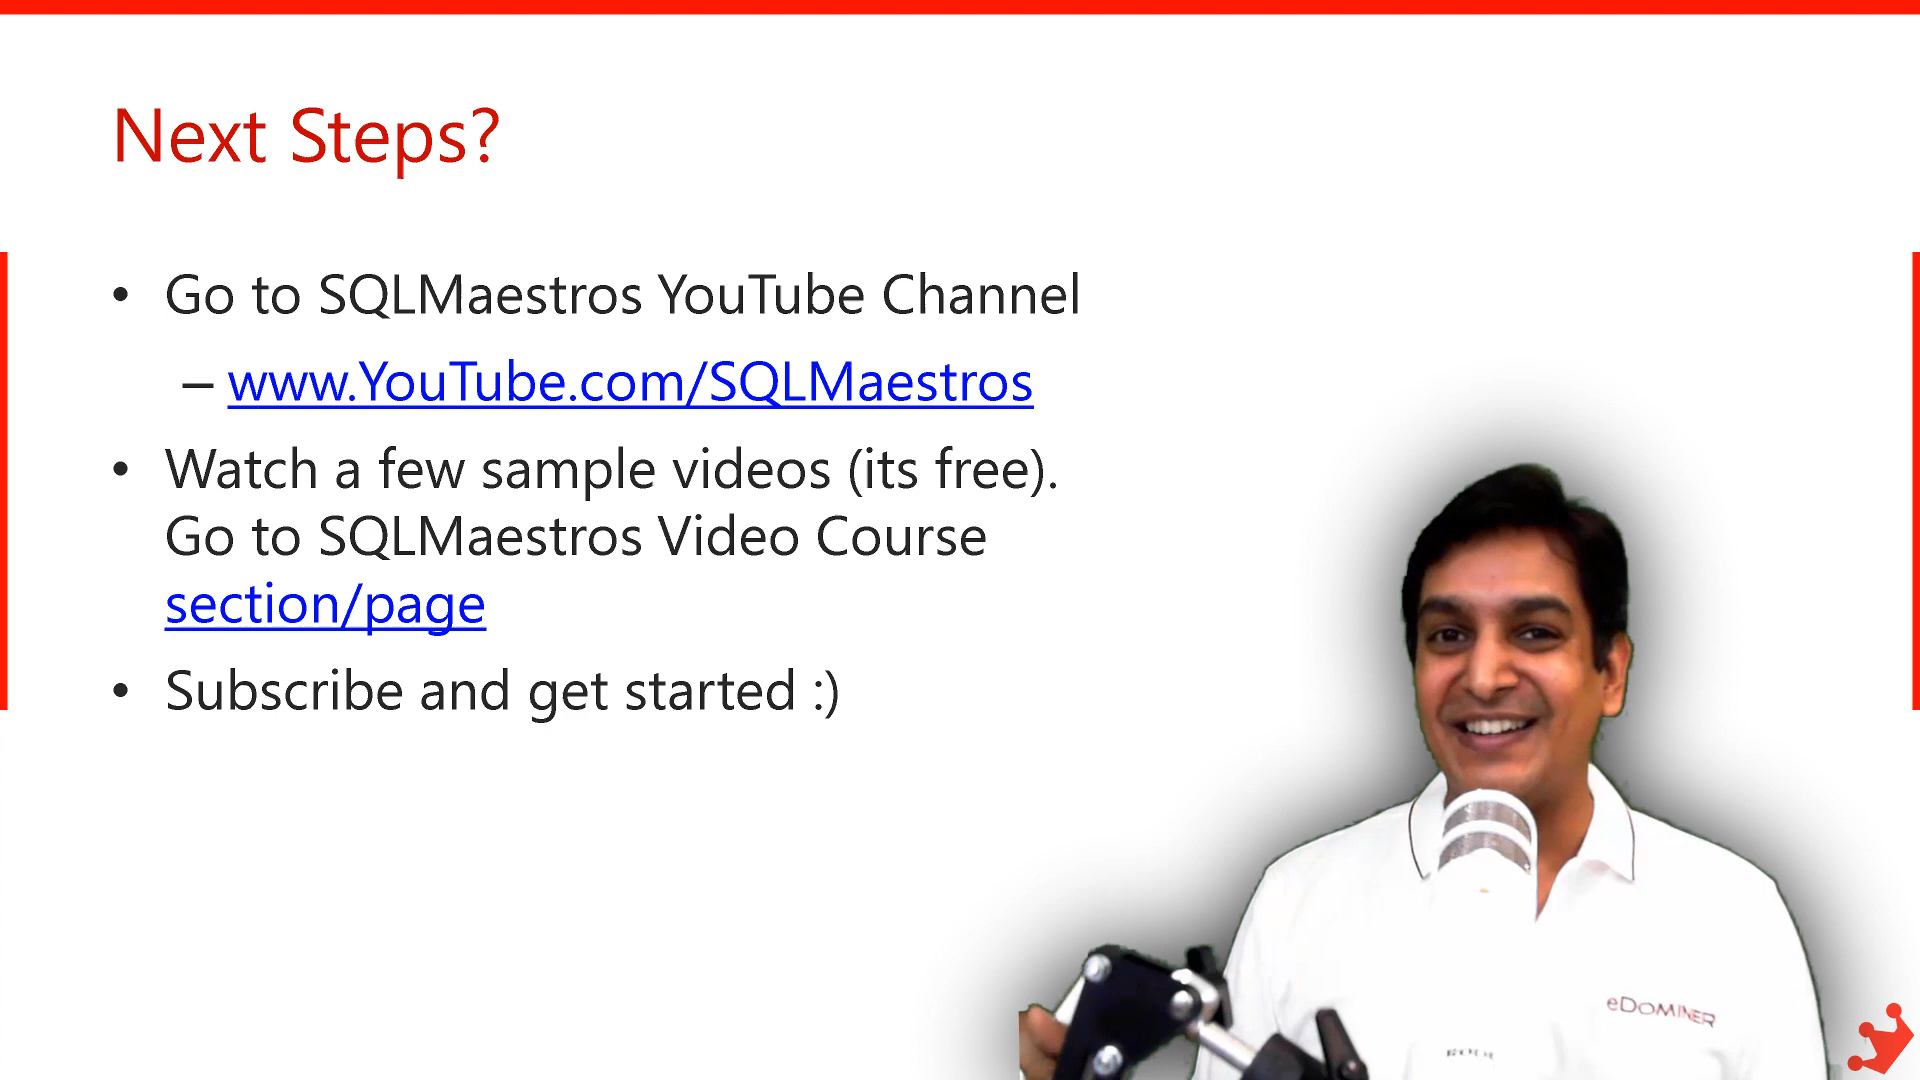 Next Steps?
• Go to SQLMaestros YouTube Channel
– www.YouTube.com/SQLMaestros
• Watch a few sample videos (its free).
Go to SQLMaestros Video Course
section/page
• Subscribe and get started :)
eDOMINER
RODE